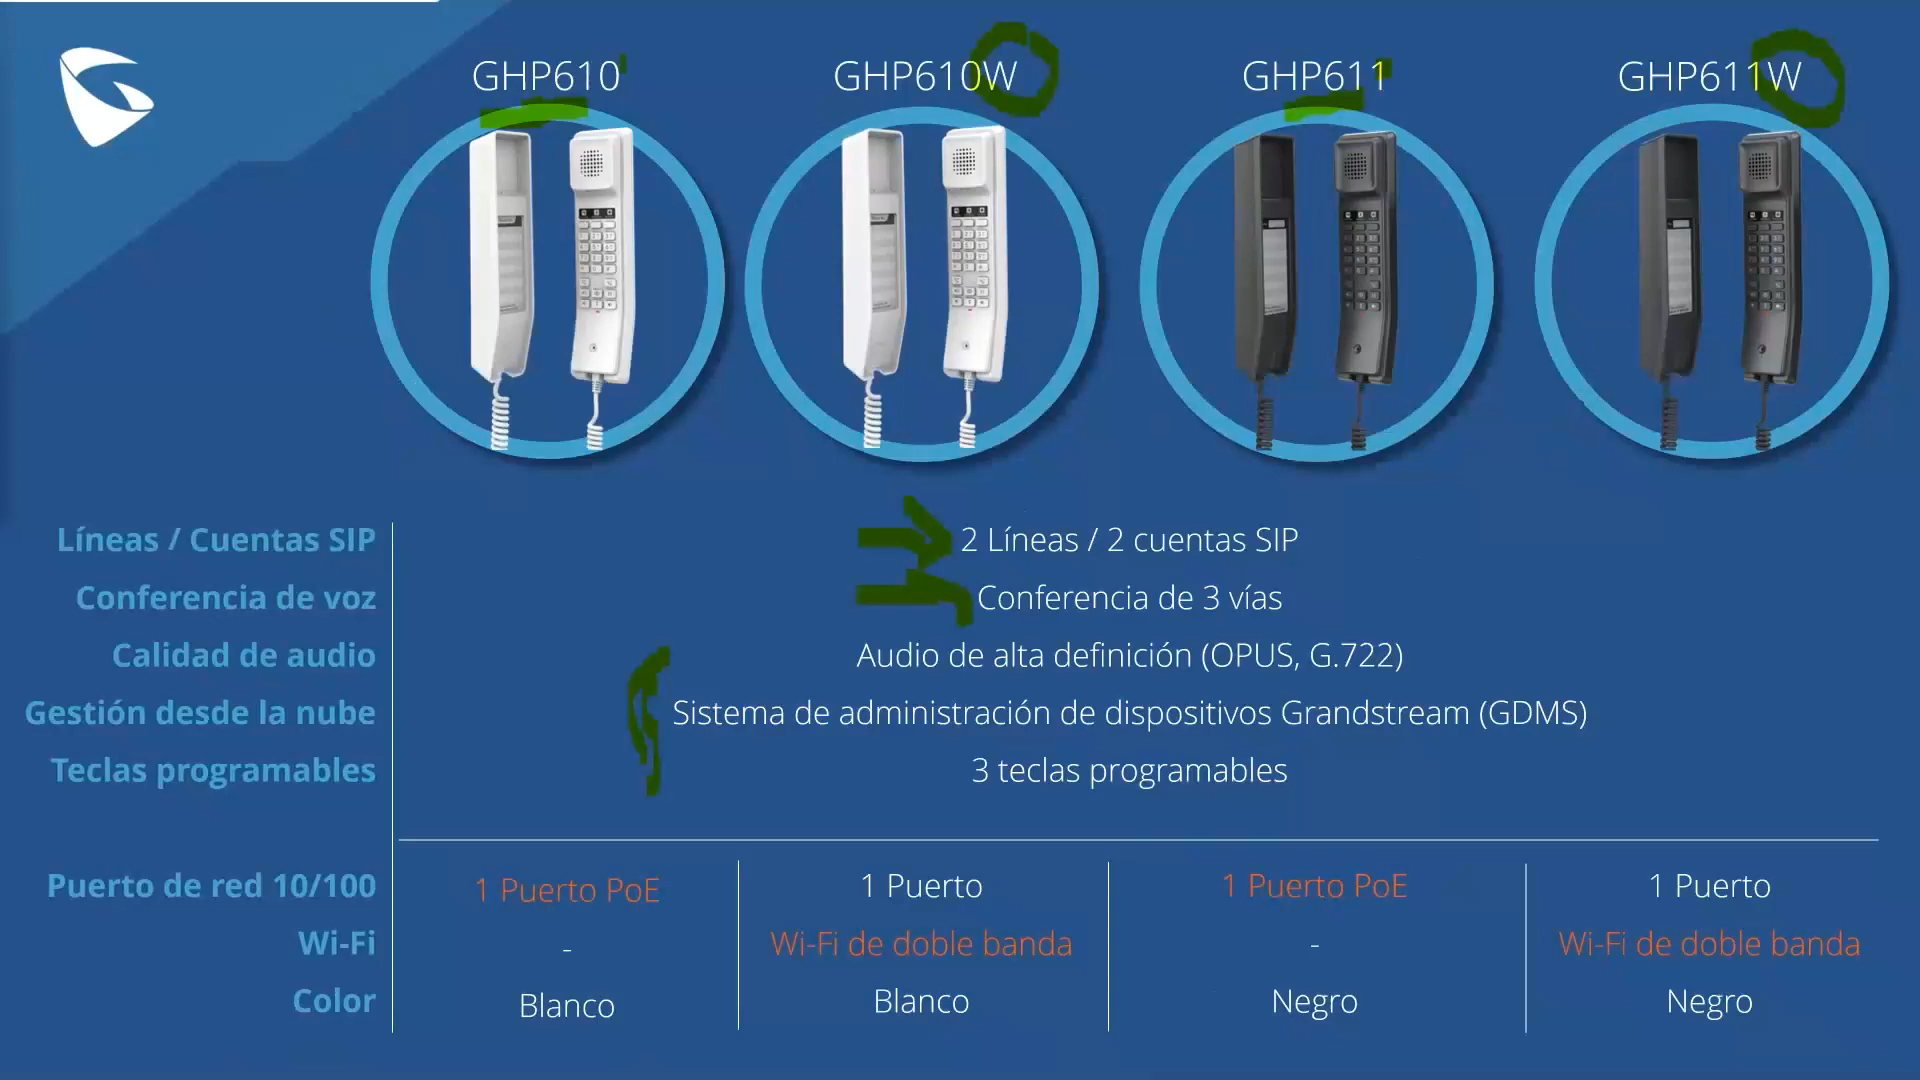 GHP610
GHP610W
GHP611
GHP611W
Líneas / Cuentas SIP
2 Líneas / 2 cuentas SIP
Conferencia de voz
Conferencia de 3 vías
Calidad de audio
Audio de alta definición (OPUS, G.722)
Gestión desde la nube
Sistema de administración de dispositivos Grandstream (GDMS)
Teclas programables
3 teclas programables
Puerto de red 10/100
1 Puerto PoE
1 Puerto
1 Puerto PoE
1 Puerto
Wi-Fi
-
Wi-Fi de doble banda
-
Wi-Fi de doble banda
Color
Blanco
Blanco
Negro
Negro